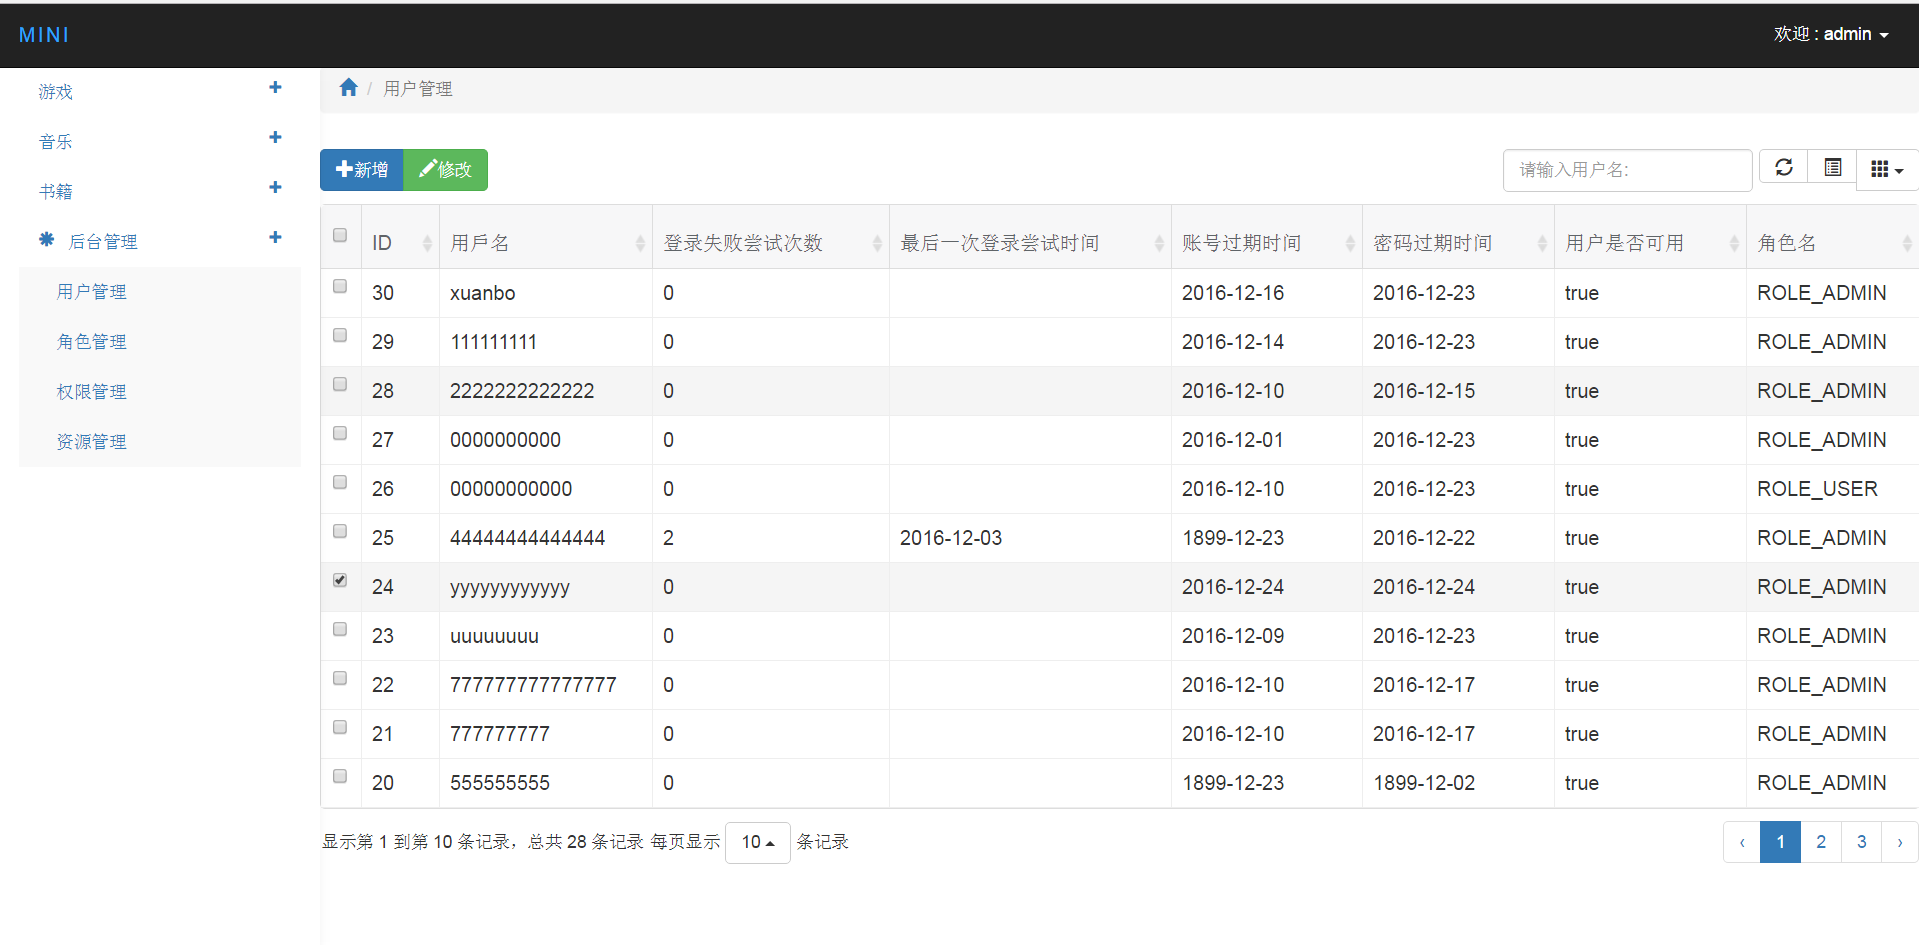 MINI
欢迎 : admin
游戏
音乐
书籍
后台管理
用户管理
角色管理
权限管理
资源管理
/ 用户管理
新增 修改
请输入用户名:
ID 用戶名 登录失败尝试次数 最后一次登录尝试时间 账号过期时间 密码过期时间 用户是否可用 角色名
30 xuanbo 0 2016-12-16 2016-12-23 true ROLE_ADMIN
29 111111111 0 2016-12-14 2016-12-23 true ROLE_ADMIN
28 2222222222222 0 2016-12-10 2016-12-15 true ROLE_ADMIN
27 0000000000 0 2016-12-01 2016-12-23 true ROLE_ADMIN
26 00000000000 0 2016-12-10 2016-12-23 true ROLE_USER
25 44444444444444 2 2016-12-03 1899-12-23 2016-12-22 true ROLE_ADMIN
24 yyyyyyyyyyyy 0 2016-12-24 2016-12-24 true ROLE_ADMIN
23 uuuuuuuu 0 2016-12-09 2016-12-23 true ROLE_ADMIN
22 777777777777777 0 2016-12-10 2016-12-17 true ROLE_ADMIN
21 777777777 0 2016-12-10 2016-12-17 true ROLE_ADMIN
20 555555555 0 1899-12-23 1899-12-02 true ROLE_ADMIN
显示第 1 到第 10 条记录，总共 28 条记录 每页显示 10 条记录
‹ 1 2 3 ›